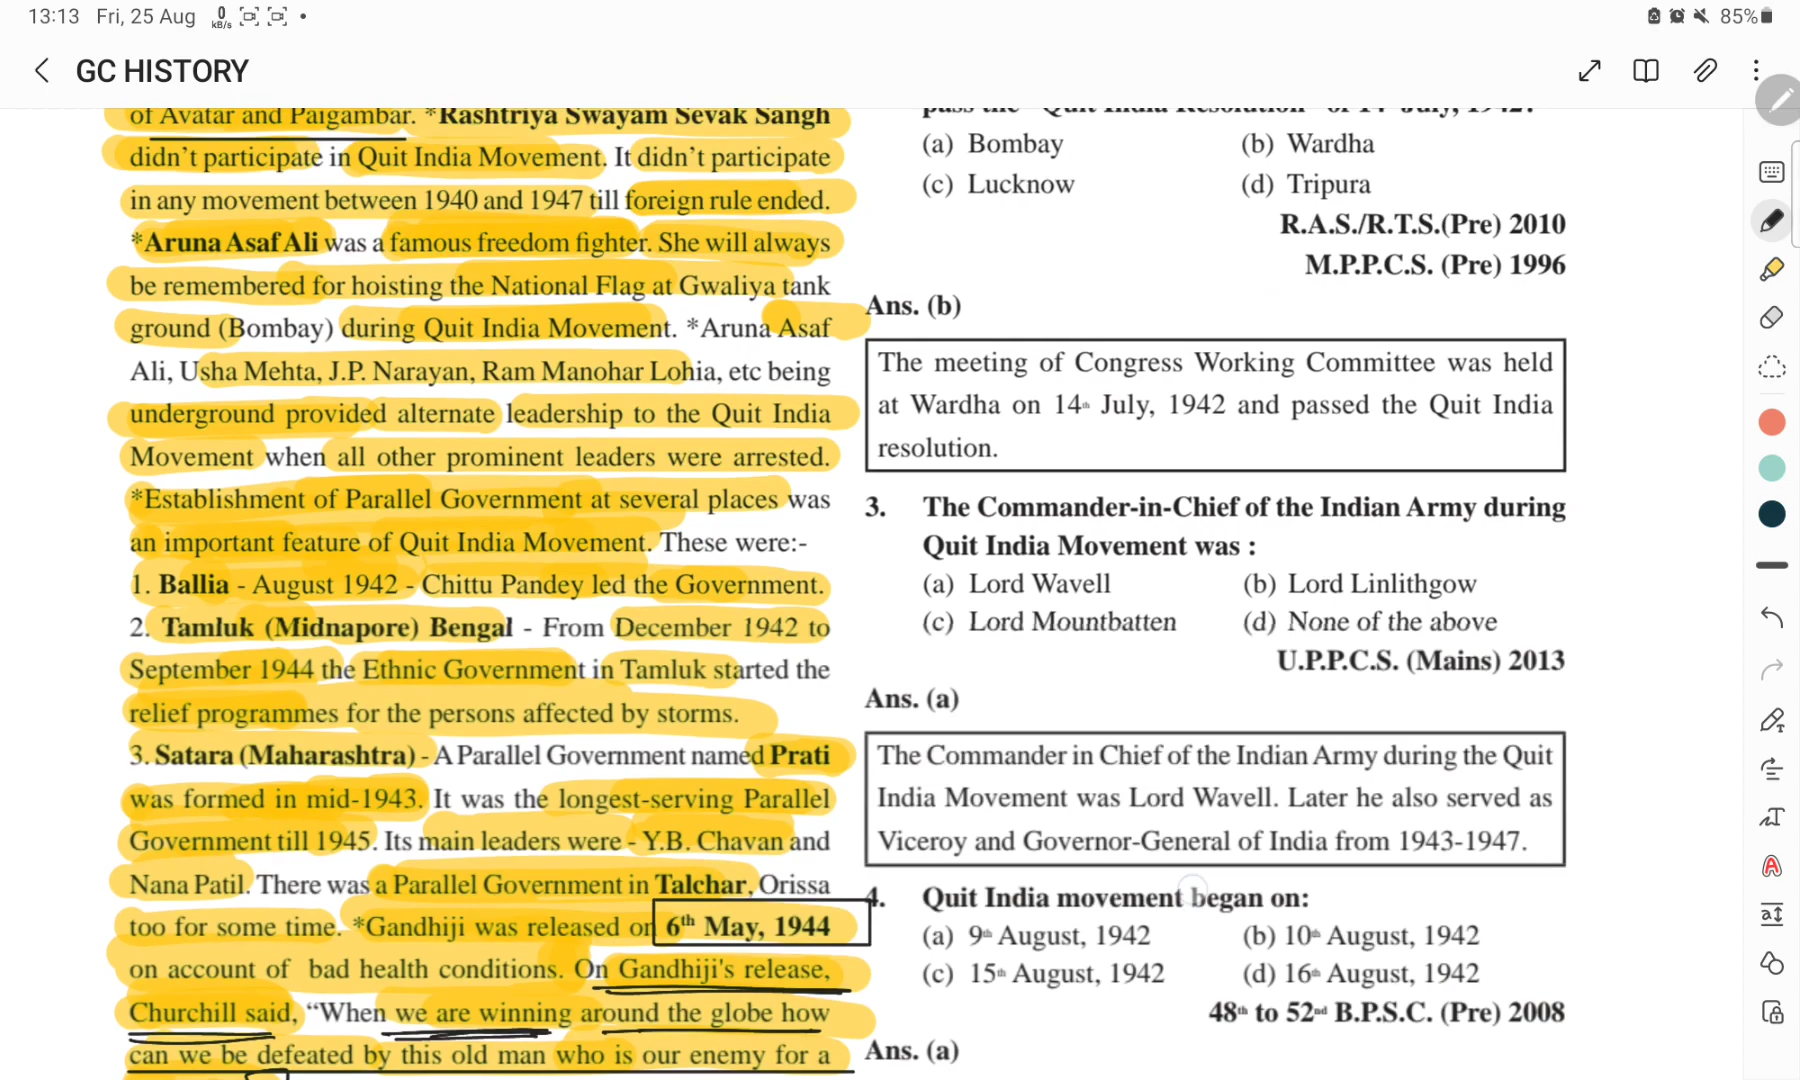 13:13 Fri, 25 Aug 0 kB/s 85%
GC HISTORY
of Avatar and Paigambar. *Rashtriya Swayam Sevak Sangh
didn't participate in Quit India Movement. It didn't participate
in any movement between 1940 and 1947 till foreign rule ended.
*Aruna Asaf Ali was a famous freedom fighter. She will always
be remembered for hoisting the National Flag at Gwaliya tank
ground (Bombay) during Quit India Movement. *Aruna Asaf
Ali, Usha Mehta, J.P. Narayan, Ram Manohar Lohia, etc being
underground provided alternate leadership to the Quit India
Movement when all other prominent leaders were arrested.
*Establishment of Parallel Government at several places was
an important feature of Quit India Movement. These were:-
1. Ballia - August 1942 - Chittu Pandey led the Government.
2. Tamluk (Midnapore) Bengal - From December 1942 to
September 1944 the Ethnic Government in Tamluk started the
relief programmes for the persons affected by storms.
3. Satara (Maharashtra) - A Parallel Government named Prati
was formed in mid-1943. It was the longest-serving Parallel
Government till 1945. Its main leaders were - Y.B. Chavan and
Nana Patil. There was a Parallel Government in Talchar, Orissa
too for some time. *Gandhiji was released on 6th May, 1944
on account of bad health conditions. On Gandhiji's release,
Churchill said, "When we are winning around the globe how
can we be defeated by this old man who is our enemy for a
pass the "Quit India Resolution" of 14th July, 1942?
(a) Bombay (b) Wardha
(c) Lucknow (d) Tripura
R.A.S./R.T.S.(Pre) 2010
M.P.P.C.S. (Pre) 1996
Ans. (b)
The meeting of Congress Working Committee was held
at Wardha on 14th July, 1942 and passed the Quit India
resolution.
3. The Commander-in-Chief of the Indian Army during
Quit India Movement was :
(a) Lord Wavell (b) Lord Linlithgow
(c) Lord Mountbatten (d) None of the above
U.P.P.C.S. (Mains) 2013
Ans. (a)
The Commander in Chief of the Indian Army during the Quit
India Movement was Lord Wavell. Later he also served as
Viceroy and Governor-General of India from 1943-1947.
4. Quit India movement began on:
(a) 9th August, 1942 (b) 10th August, 1942
(c) 15th August, 1942 (d) 16th August, 1942
48th to 52nd B.P.S.C. (Pre) 2008
Ans. (a)